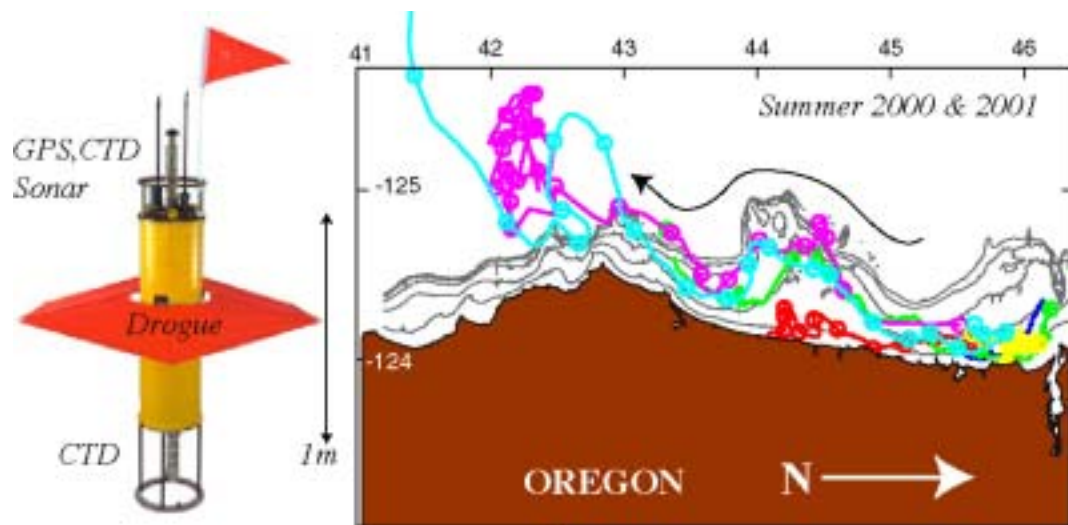 GPS,CTD
Sonar
Drogue
CTD
1m
41 42 43 44 45 46
Summer 2000 & 2001
-125
-124
OREGON
N